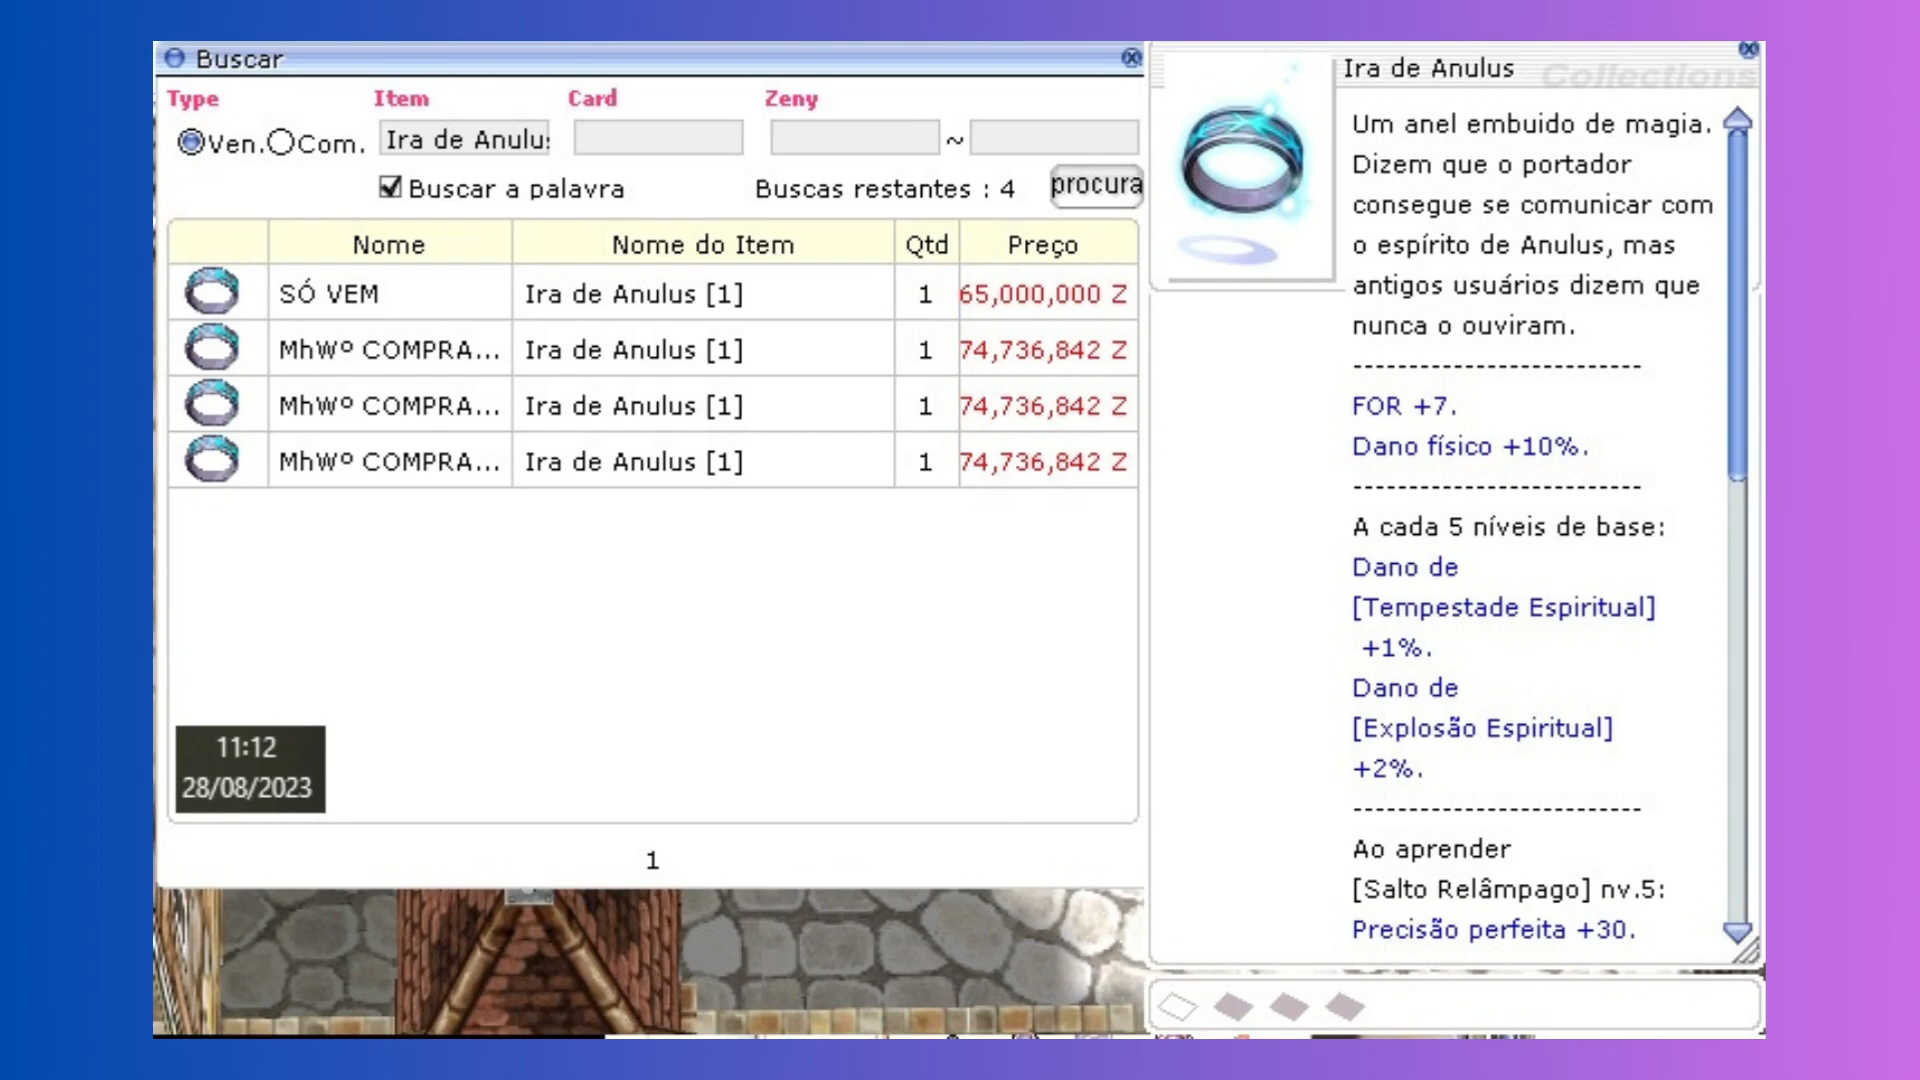 Buscar
Type Item Card Zeny
Ven. Com. Ira de Anulu ~
Buscar a palavra Buscas restantes : 4 procura
Nome Nome do Item Qtd Preço
SÓ VEM Ira de Anulus [1] 1 65,000,000 Z
MhWº COMPRA... Ira de Anulus [1] 1 74,736,842 Z
MhWº COMPRA... Ira de Anulus [1] 1 74,736,842 Z
MhWº COMPRA... Ira de Anulus [1] 1 74,736,842 Z
11:12
28/08/2023
1
Ira de Anulus Collections
Um anel embuido de magia.
Dizem que o portador
consegue se comunicar com
o espírito de Anulus, mas
antigos usuários dizem que
nunca o ouviram.
--------------------------
FOR +7.
Dano físico +10%.
--------------------------
A cada 5 níveis de base:
Dano de
[Tempestade Espiritual]
+1%.
Dano de
[Explosão Espiritual]
+2%.
--------------------------
Ao aprender
[Salto Relâmpago] nv.5:
Precisão perfeita +30.